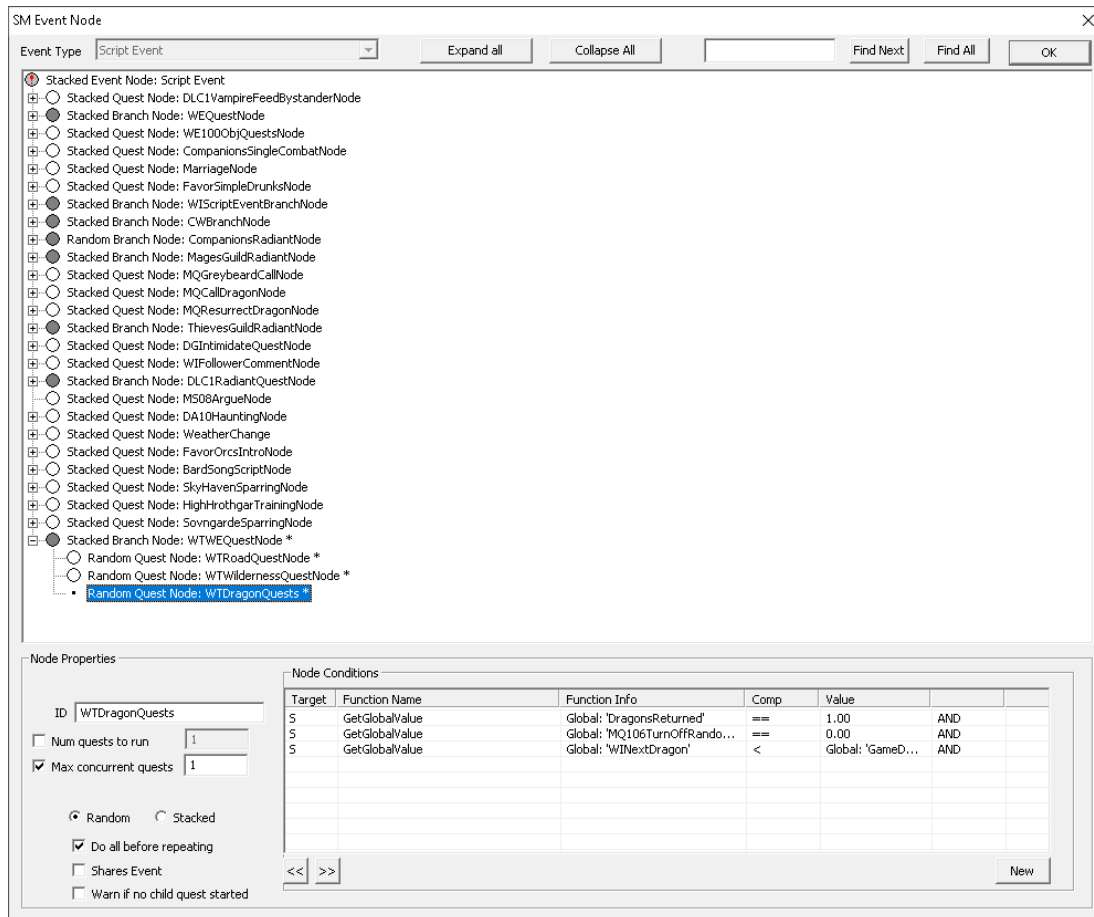 SM Event Node
Event Type Script Event Expand all Collapse All Find Next Find All OK
Stacked Event Node: Script Event
Stacked Quest Node: DLC1VampireFeedBystanderNode
Stacked Branch Node: WEQuestNode
Stacked Quest Node: WE100ObjQuestsNode
Stacked Quest Node: CompanionsSingleCombatNode
Stacked Quest Node: MarriageNode
Stacked Quest Node: FavorSimpleDrunksNode
Stacked Branch Node: WIScriptEventBranchNode
Stacked Branch Node: CWBranchNode
Random Branch Node: CompanionsRadiantNode
Stacked Branch Node: MagesGuildRadiantNode
Stacked Quest Node: MQGreybeardCallNode
Stacked Quest Node: MQCallDragonNode
Stacked Quest Node: MQResurrectDragonNode
Stacked Branch Node: ThievesGuildRadiantNode
Stacked Quest Node: DGIntimidateQuestNode
Stacked Quest Node: WIFollowerCommentNode
Stacked Branch Node: DLC1RadiantQuestNode
Stacked Quest Node: MS08ArgueNode
Stacked Quest Node: DA10HauntingNode
Stacked Quest Node: WeatherChange
Stacked Quest Node: FavorOrcsIntroNode
Stacked Quest Node: BardSongScriptNode
Stacked Quest Node: SkyHavenSparringNode
Stacked Quest Node: HighHrothgarTrainingNode
Stacked Quest Node: SovngardeSparringNode
Stacked Branch Node: WTWEQuestNode *
Random Quest Node: WTRoadQuestNode *
Random Quest Node: WTWildernessQuestNode *
Random Quest Node: WTDragonQuests *
Node Properties
ID WTDragonQuests
Num quests to run 1
Max concurrent quests 1
Random Stacked
Do all before repeating
Shares Event
Warn if no child quest started
Node Conditions
Target Function Name Function Info Comp Value
S GetGlobalValue Global: 'DragonsReturned' == 1.00 AND
S GetGlobalValue Global: 'MQ106TurnOffRando... == 0.00 AND
S GetGlobalValue Global: 'WINextDragon' < Global: 'GameD... AND
<< >> New